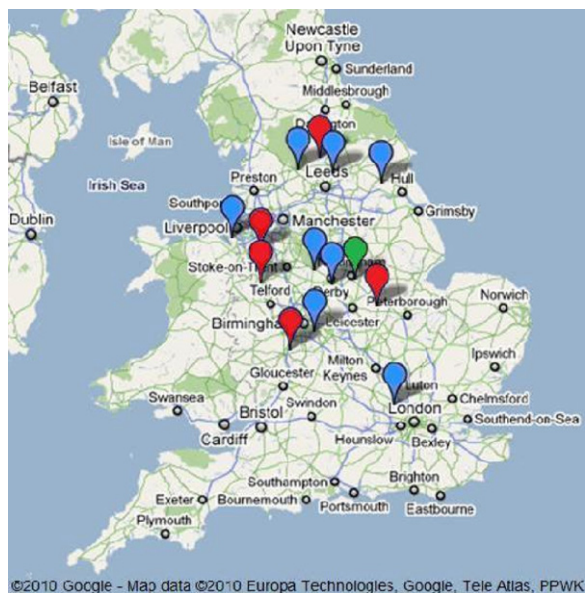 Newcastle
Upon Tyne
Sunderland
Belfast
Middlesbrough
Isle of Man
Preston
Leeds
Hull
Irish Sea
Southport
Grimsby
Dublin
Liverpool
Manchester
Stoke-on-Trent
Telford
Derby
Peterborough
Norwich
Birmingham
Leicester
Ipswich
Milton
Keynes
Gloucester
Luton
Chelmsford
Swansea
Swindon
London
Southend-on-Sea
Cardiff
Bristol
Hounslow
Bexley
Southampton
Brighton
Exeter
Bournemouth
Portsmouth
Eastbourne
Plymouth
©2010 Google - Map data ©2010 Europa Technologies, Google, Tele Atlas, PPWK